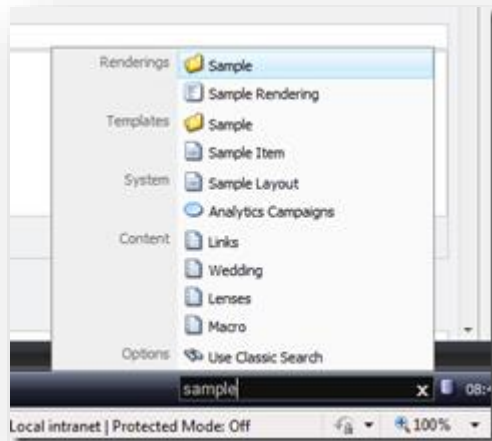 Renderings Sample
Sample Rendering
Templates Sample
Sample Item
System Sample Layout
Analytics Campaigns
Content Links
Wedding
Lenses
Macro
Options Use Classic Search
sample x 08:4
Local intranet | Protected Mode: Off 100%